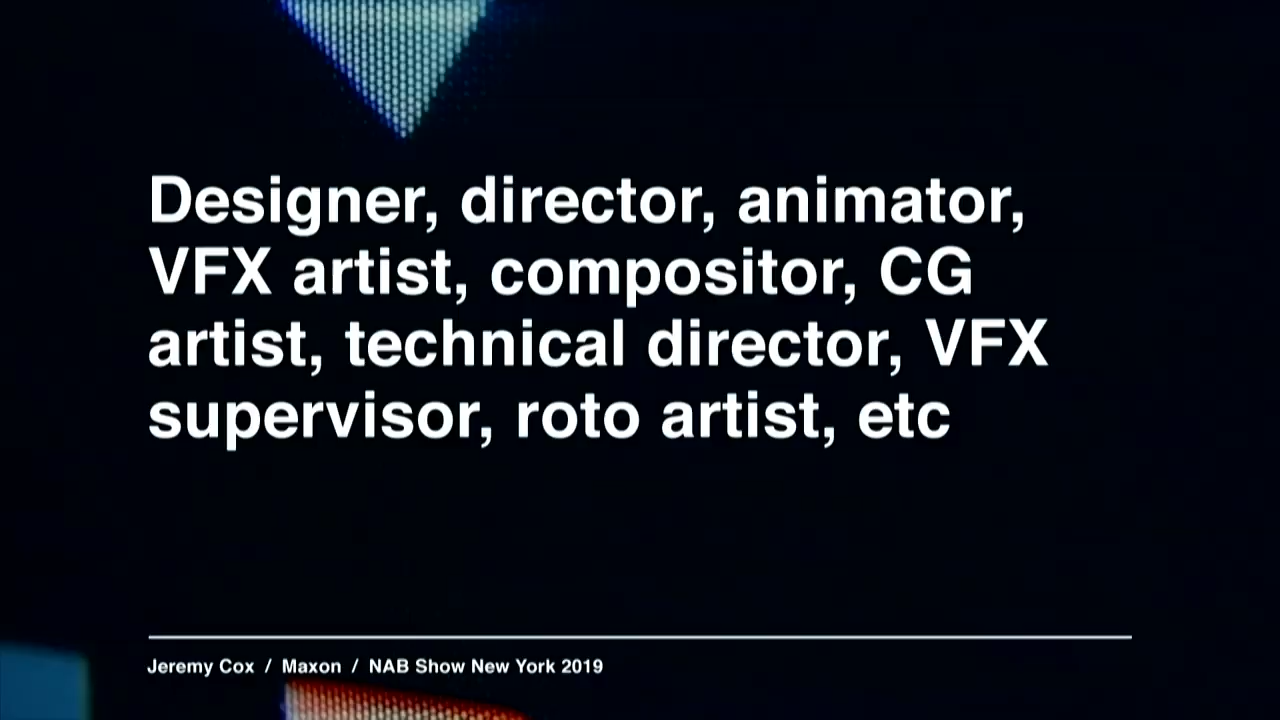 Designer, director, animator,
VFX artist, compositor, CG
artist, technical director, VFX
supervisor, roto artist, etc
Jeremy Cox / Maxon / NAB Show New York 2019